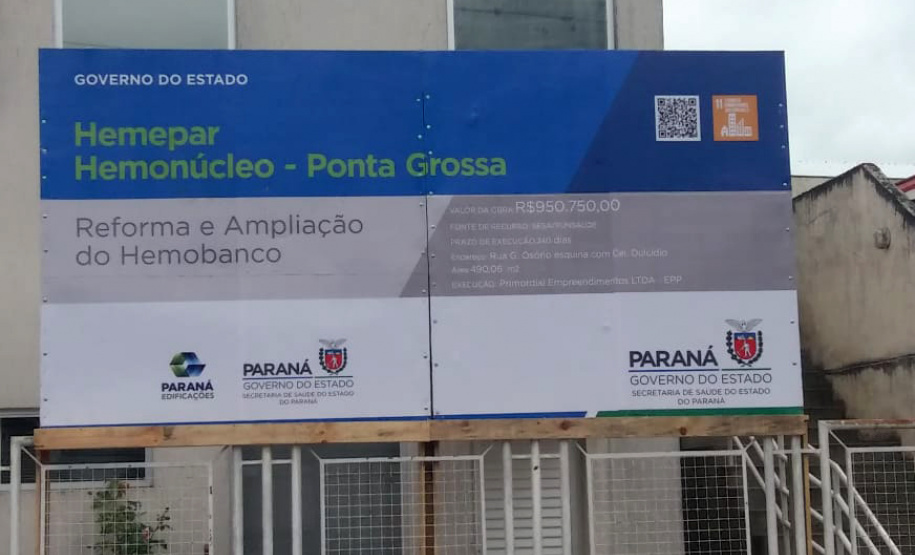 GOVERNO DO ESTADO
Hemepar
Hemonúcleo - Ponta Grossa
11
Reforma e Ampliação
do Hemobanco
VALOR DA OBRA R$950.750,00
FONTE DE RECURSO: SESA/FUNSAÚDE
PRAZO DE EXECUÇÃO: dias
Endereço: Rua G. Osório esquina com Cel. Dulcídio
Área: 490,06 m2
EXECUÇÃO: Primordial Empreendimentos LTDA - EPP
PARANÁ
EDIFICAÇÕES
PARANÁ
GOVERNO DO ESTADO
SECRETARIA DE SAÚDE DO ESTADO
DO PARANÁ
PARANÁ
GOVERNO DO ESTADO
SECRETARIA DE SAÚDE DO ESTADO
DO PARANÁ